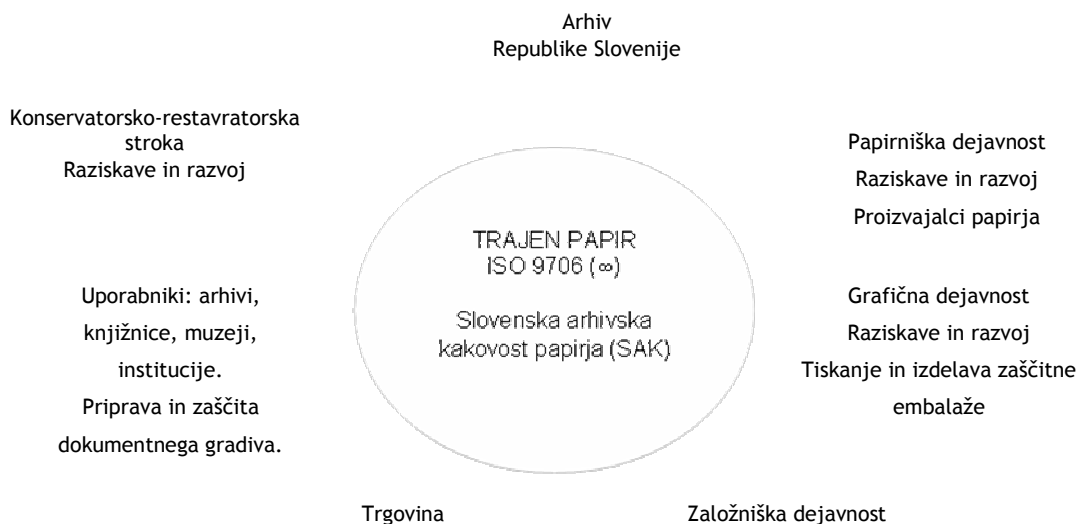 Arhiv
Republike Slovenije
Konservatorsko-restavratorska
stroka
Raziskave in razvoj
Papirniška dejavnost
Raziskave in razvoj
Proizvajalci papirja
TRAJEN PAPIR
ISO 9706 (∞)
Slovenska arhivska
kakovost papirja (SAK)
Uporabniki: arhivi,
knjižnice, muzeji,
institucije.
Priprava in zaščita
dokumentnega gradiva.
Grafična dejavnost
Raziskave in razvoj
Tiskanje in izdelava zaščitne
embalaže
Trgovina
Založniška dejavnost